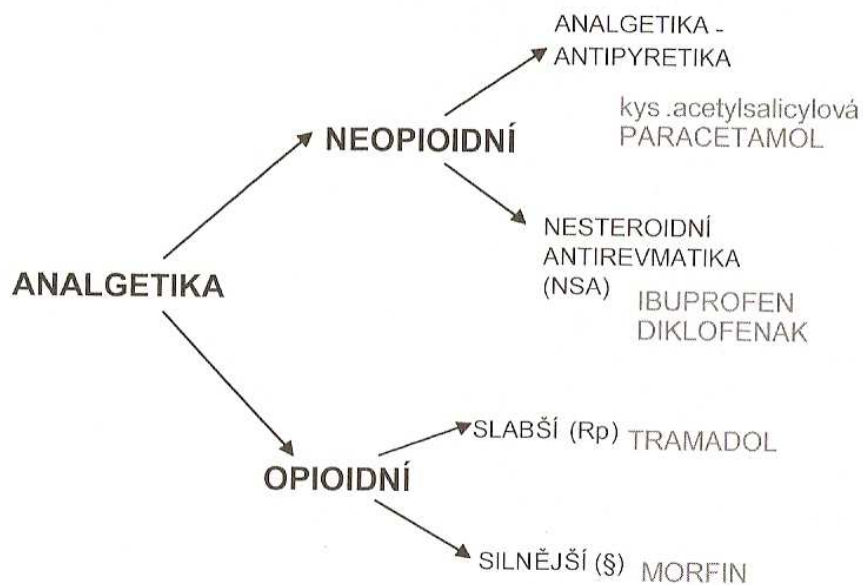 ANALGETIKA -
ANTIPYRETIKA
kys.acetylsalicylová
PARACETAMOL
NEOPIOIDNÍ
NESTEROIDNÍ
ANTIREVMATIKA
(NSA)
IBUPROFEN
DIKLOFENAK
ANALGETIKA
SLABŠÍ (Rp) TRAMADOL
OPIOIDNÍ
SILNĚJŠÍ (§) MORFIN